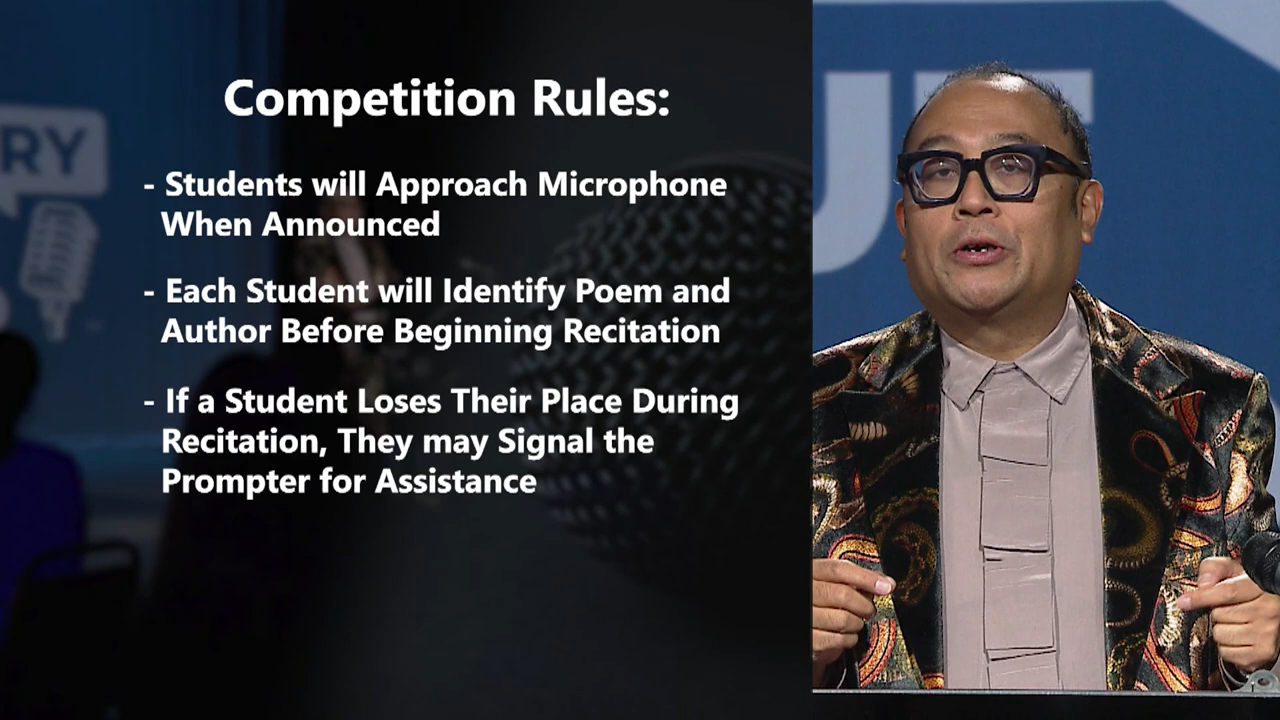 Competition Rules:
- Students will Approach Microphone
When Announced
- Each Student will Identify Poem and
Author Before Beginning Recitation
- If a Student Loses Their Place During
Recitation, They may Signal the
Prompter for Assistance
RY